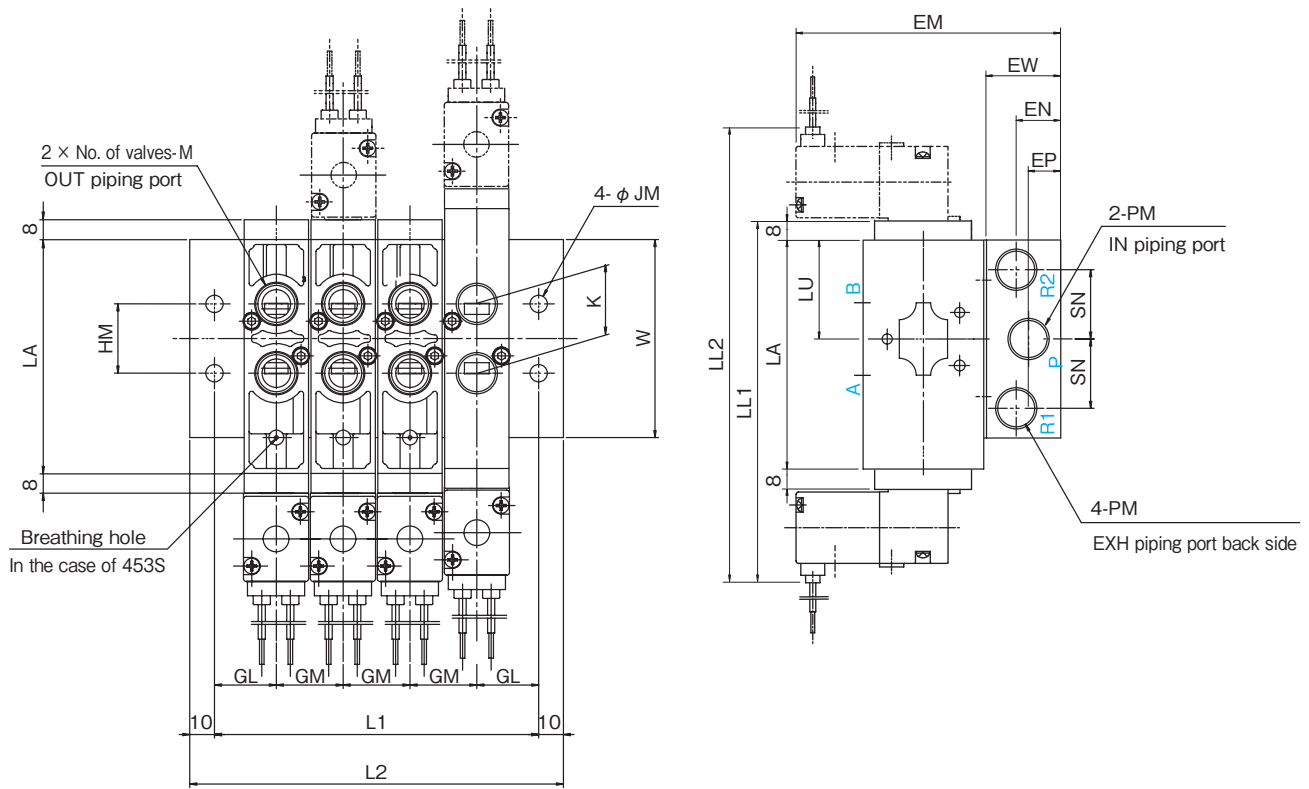 EM
EW
EN
EP
2 × No. of valves-M
OUT piping port
4- φ JM
2-PM
IN piping port
8
8
LA
HM
K
W
LL2
LL1
LU
LA
B
A
R2
SN
P
SN
R1
8
8
Breathing hole
In the case of 453S
4-PM
EXH piping port back side
GL
GM
GM
GM
GL
10
L1
10
L2